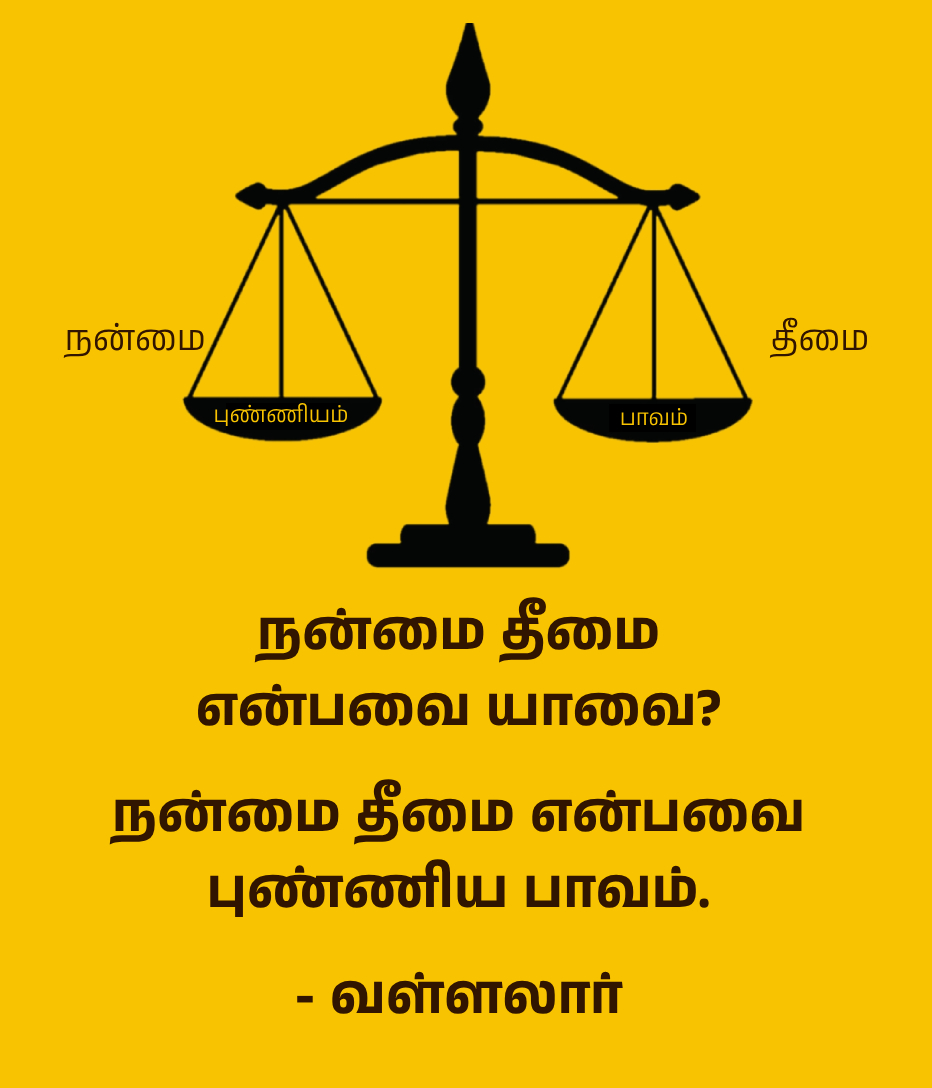 நன்மை
தீமை
புண்ணியம்
பாவம்
நன்மை தீமை
என்பவை யாவை?
நன்மை தீமை என்பவை
புண்ணிய பாவம்.
- வள்ளலார்